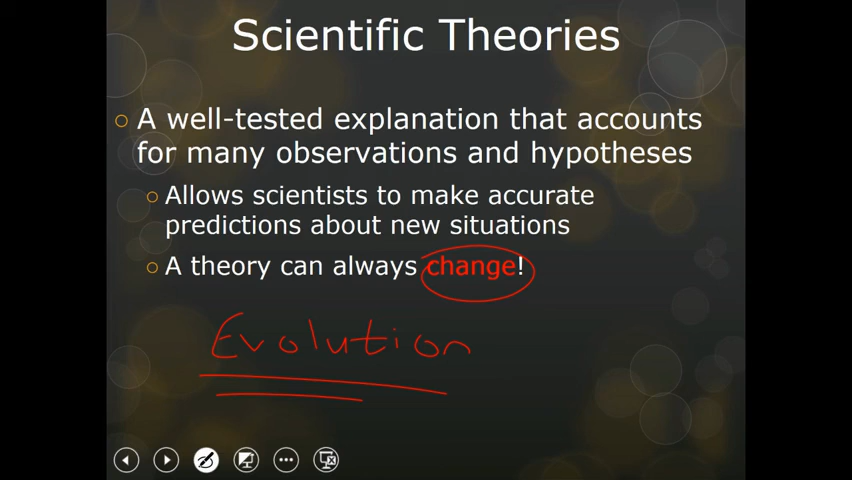 Scientific Theories
A well-tested explanation that accounts
for many observations and hypotheses
Allows scientists to make accurate
predictions about new situations
A theory can always change!
Evolution